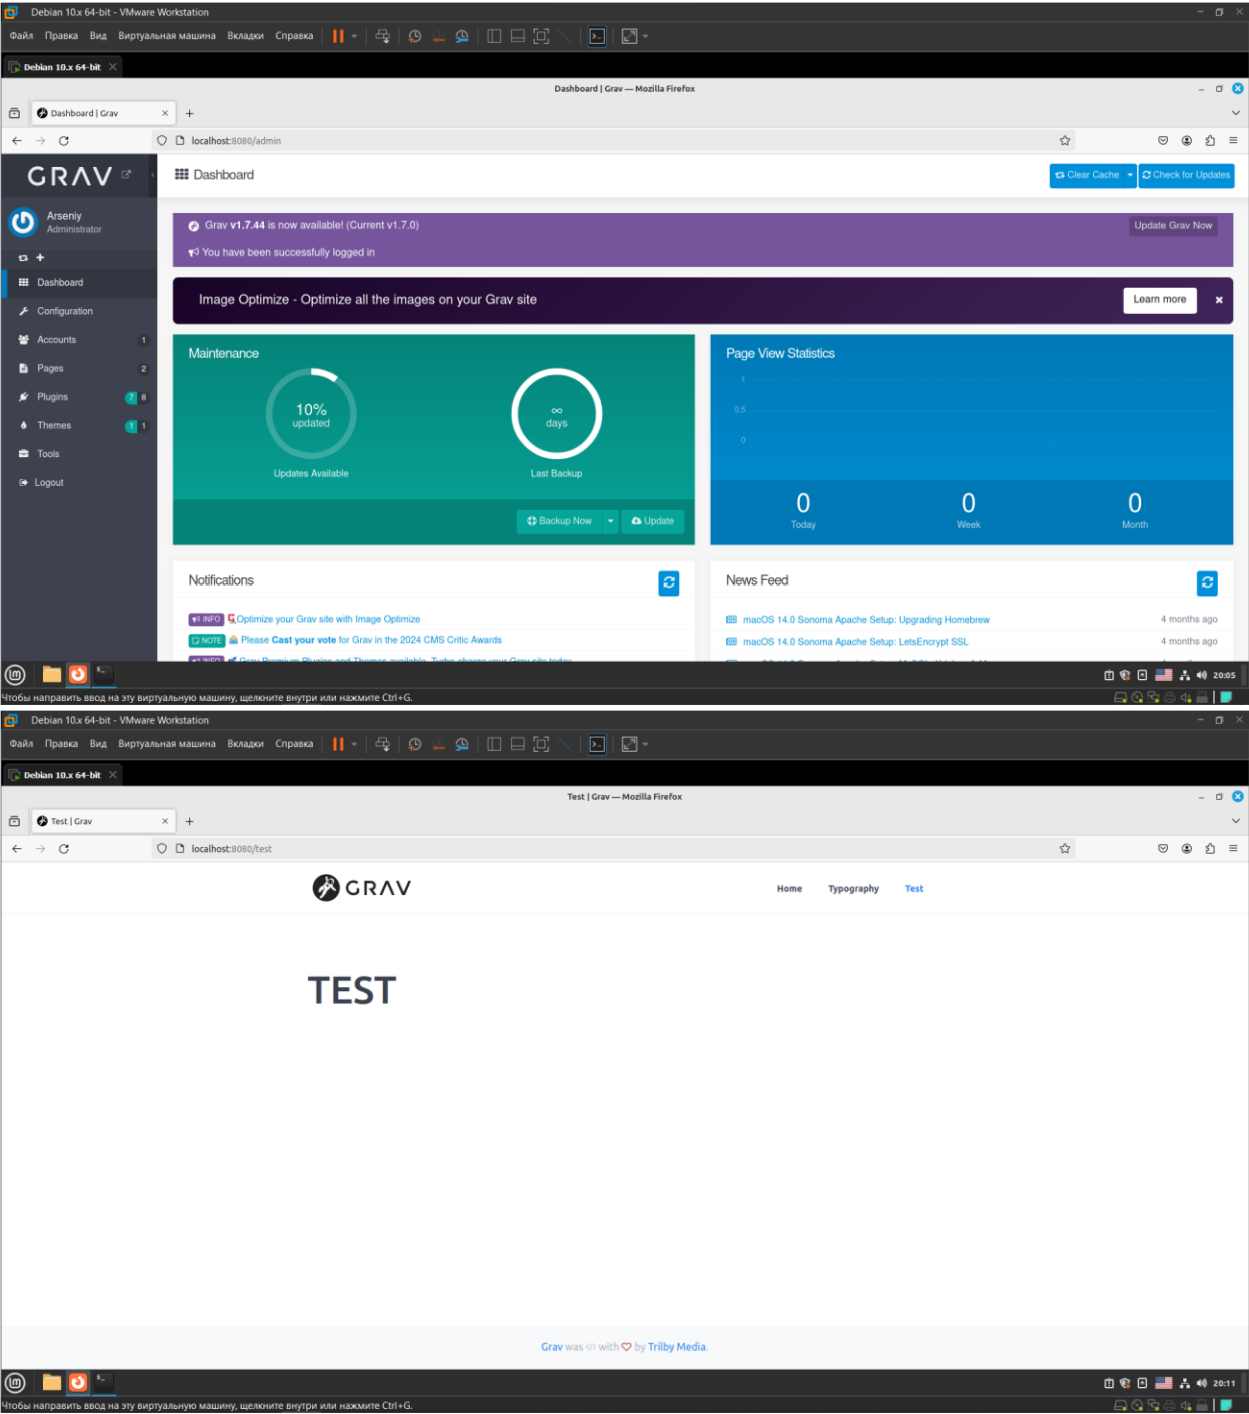 Debian 10.x 64-bit - VMware Workstation
Файл Правка Вид Виртуальная машина Вкладки Справка
Debian 10.x 64-bit
Dashboard | Grav — Mozilla Firefox
Dashboard | Grav
localhost:8080/admin
GRAV
Dashboard
Clear Cache
Check for Updates
Arseniy
Administrator
Grav v1.7.44 is now available! (Current v1.7.0)
Update Grav Now
You have been successfully logged in
Dashboard
Configuration
Accounts 1
Pages 2
Plugins 7 8
Themes 1 1
Tools
Logout
Image Optimize - Optimize all the images on your Grav site
Learn more
Maintenance
10%
updated
Updates Available
∞
days
Last Backup
Backup Now
Update
Page View Statistics
1
0.5
0
0
Today
0
Week
0
Month
Notifications
INFO Optimize your Grav site with Image Optimize
NOTE Please Cast your vote for Grav in the 2024 CMS Critic Awards
News Feed
macOS 14.0 Sonoma Apache Setup: Upgrading Homebrew 4 months ago
macOS 14.0 Sonoma Apache Setup: LetsEncrypt SSL 4 months ago
20:05
Чтобы направить ввод на эту виртуальную машину, щелкните внутри или нажмите Ctrl+G.
Debian 10.x 64-bit - VMware Workstation
Файл Правка Вид Виртуальная машина Вкладки Справка
Debian 10.x 64-bit
Test | Grav — Mozilla Firefox
Test | Grav
localhost:8080/test
GRAV
Home Typography Test
TEST
Grav was </> with ♡ by Trilby Media.
20:11
Чтобы направить ввод на эту виртуальную машину, щелкните внутри или нажмите Ctrl+G.